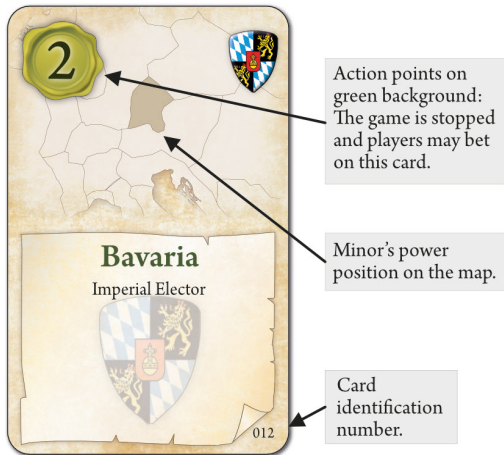 2
Action points on
green background:
The game is stopped
and players may bet
on this card.
Minor's power
position on the map.
Bavaria
Imperial Elector
Card
identification
number.
012